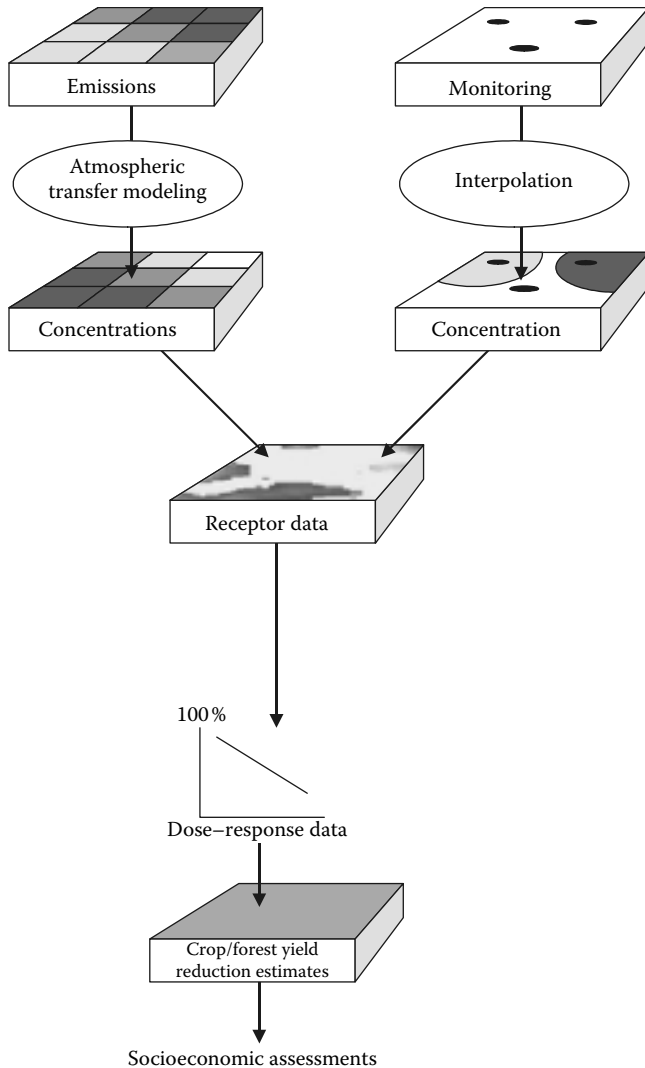 Emissions
Monitoring
Atmospheric
transfer modeling
Interpolation
Concentrations
Concentration
Receptor data
100%
Dose–response data
Crop/forest yield
reduction estimates
Socioeconomic assessments